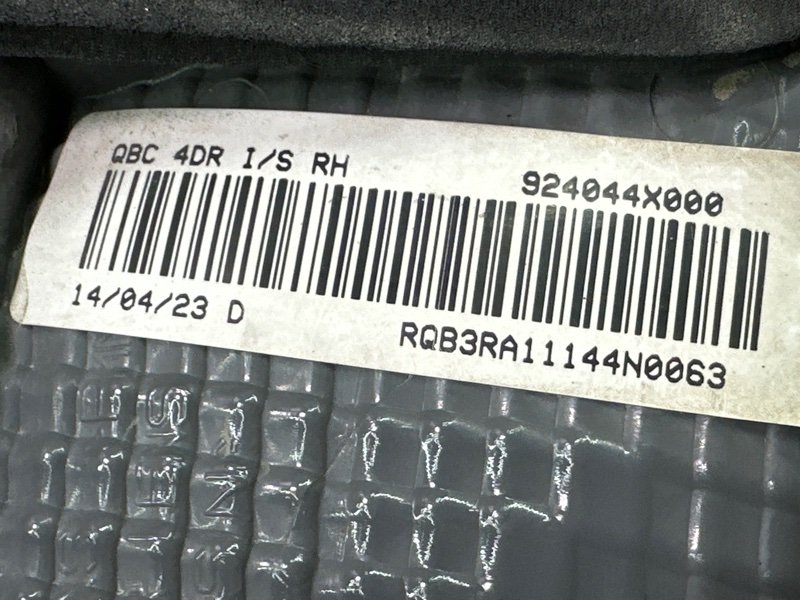 QBC 4DR I/S RH
924044X000
14/04/23 D
RQB3RA11144N0063